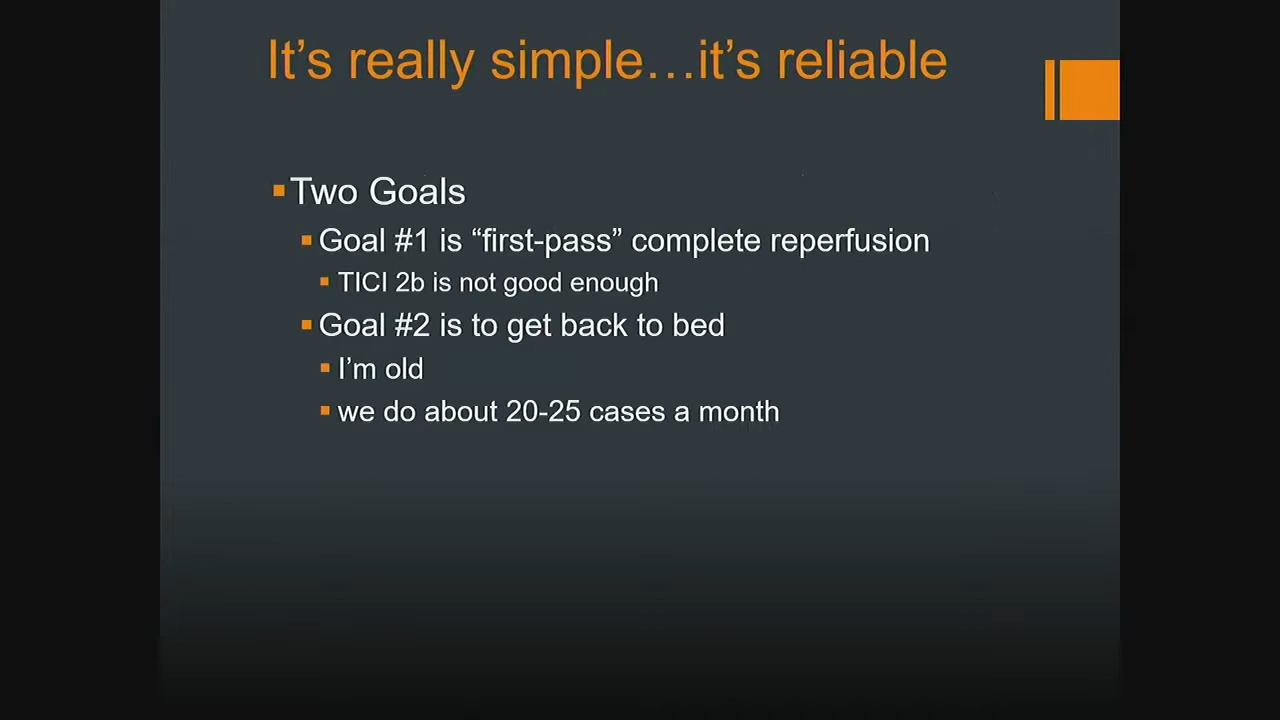 It’s really simple…it’s reliable
Two Goals
Goal #1 is “first-pass” complete reperfusion
TICI 2b is not good enough
Goal #2 is to get back to bed
I’m old
we do about 20-25 cases a month